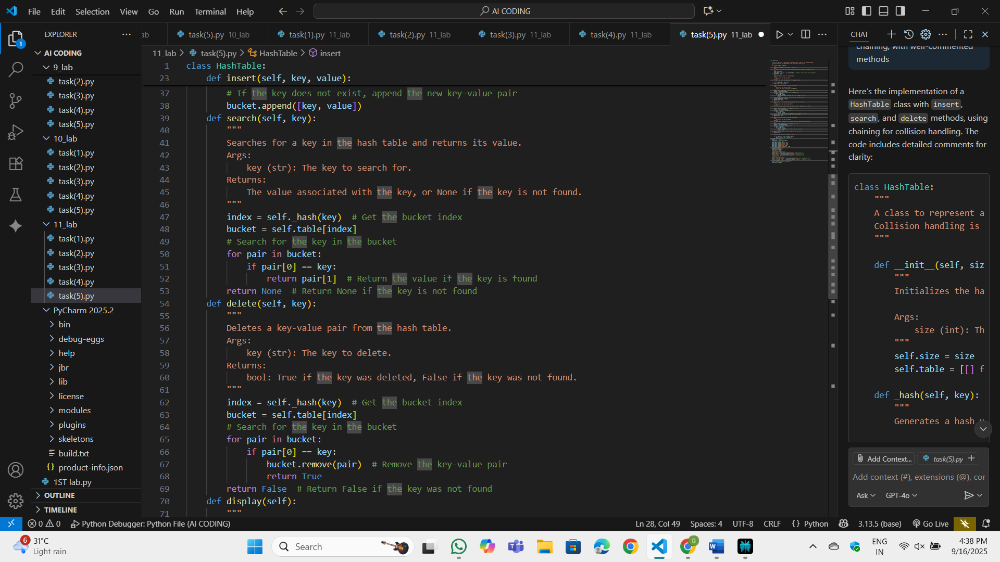 File Edit Selection View Go Run Terminal Help
AI CODING
EXPLORER
AI CODING
9_lab
task(2).py
task(3).py
task(4).py
task(5).py
10_lab
task(1).py
task(2).py
task(3).py
task(4).py
task(5).py
11_lab
task(1).py
task(2).py
task(3).py
task(4).py
task(5).py
PyCharm 2025.2
bin
debug-eggs
help
jbr
lib
license
modules
plugins
skeletons
build.txt
product-info.json
1ST lab.py
OUTLINE
TIMELINE
1
ab task(5).py 10_lab task(1).py 11_lab task(2).py 11_lab task(3).py 11_lab task(4).py 11_lab task(5).py 11_lab
11_lab > task(5).py > HashTable > insert
1 class HashTable:
23 def insert(self, key, value):
37 # If the key does not exist, append the new key-value pair
38 bucket.append([key, value])
39 def search(self, key):
40 """
41 Searches for a key in the hash table and returns its value.
42 Args:
43 key (str): The key to search for.
44 Returns:
45 The value associated with the key, or None if the key is not found.
46 """
47 index = self._hash(key)  # Get the bucket index
48 bucket = self.table[index]
49 # Search for the key in the bucket
50 for pair in bucket:
51 if pair[0] == key:
52 return pair[1]  # Return the value if the key is found
53 return None  # Return None if the key is not found
54 def delete(self, key):
55 """
56 Deletes a key-value pair from the hash table.
57 Args:
58 key (str): The key to delete.
59 Returns:
60 bool: True if the key was deleted, False if the key was not found.
61 """
62 index = self._hash(key)  # Get the bucket index
63 bucket = self.table[index]
64 # Search for the key in the bucket
65 for pair in bucket:
66 if pair[0] == key:
67 bucket.remove(pair)  # Remove the key-value pair
68 return True
69 return False  # Return False if the key was not found
70 def display(self):
71 """
CHAT
chaining, with well-commented
methods
Here's the implementation of a
HashTable class with insert,
search, and delete methods, using
chaining for collision handling. The
code includes detailed comments for
clarity:
class HashTable:
"""
A class to represent a
Collision handling is
"""
def __init__(self, siz
"""
Initializes the ha
Args:
size (int): Th
"""
self.size = size
self.table = [[] f
def _hash(self, key):
"""
Generates a hash
Add Context... task(5).py +
Add context (#), extensions (@), cor
Ask GPT-4o
0 0 Python Debugger: Python File (AI CODING)
Ln 28, Col 49 Spaces: 4 UTF-8 CRLF {} Python 3.13.5 (base) Go Live
6 31°C
Light rain
Search
G
ENG
IN
4:38 PM
9/16/2025